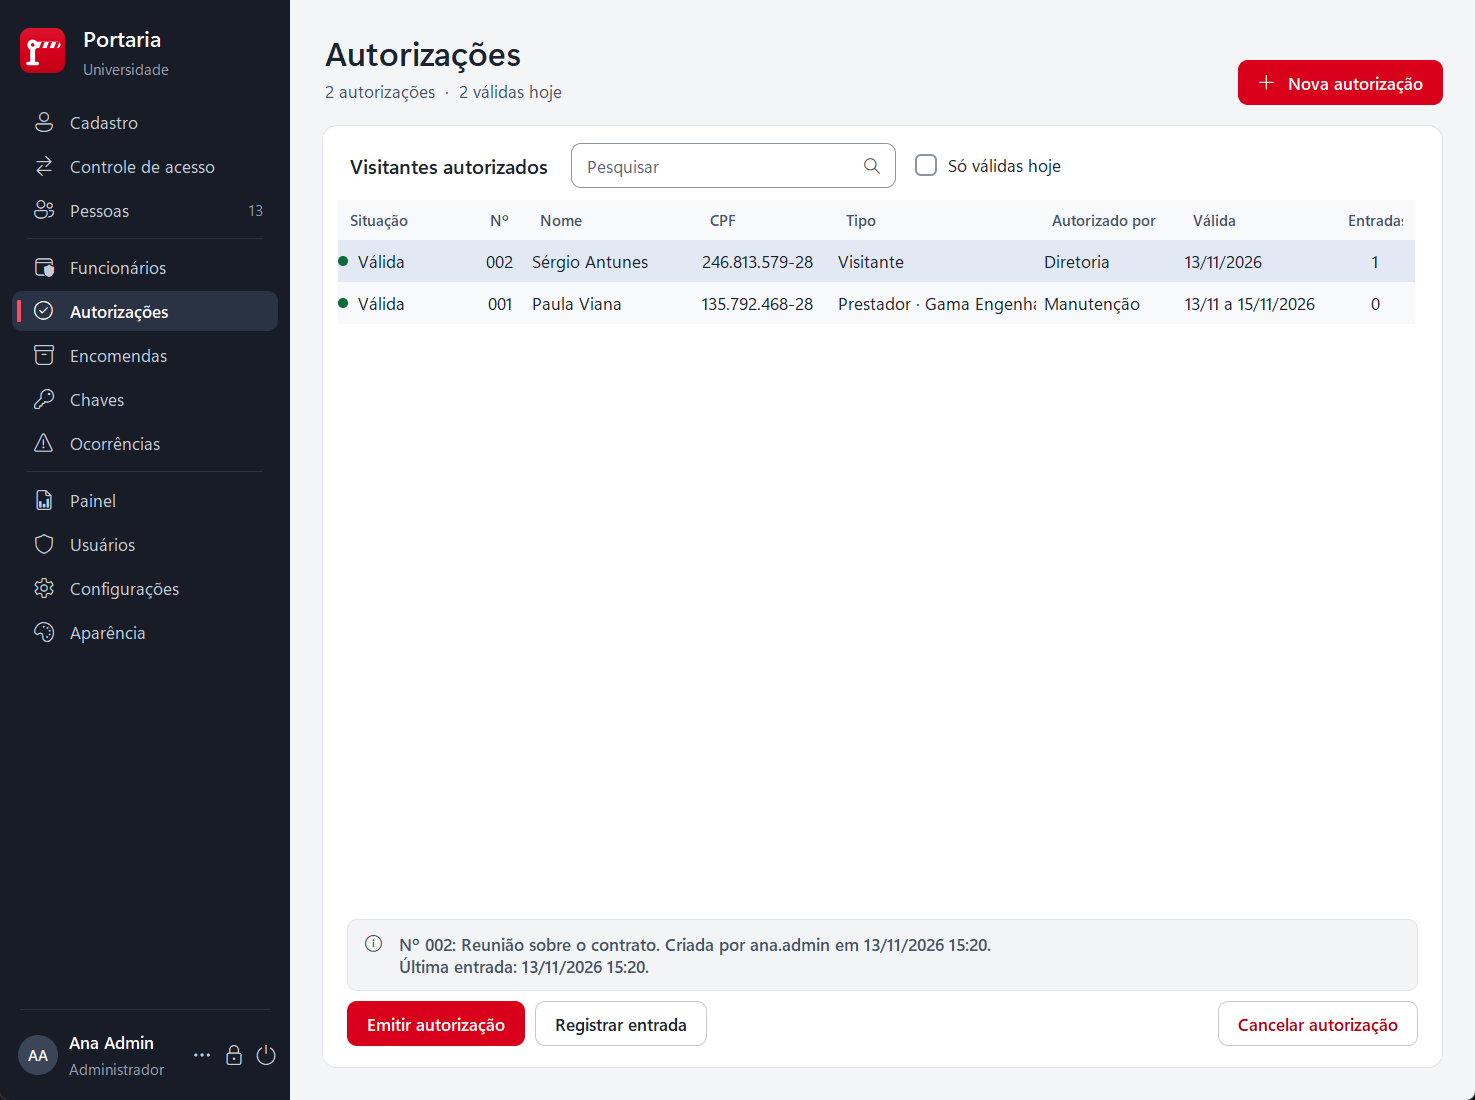 Portaria
Universidade
Cadastro
Controle de acesso
Pessoas 13
Funcionários
Autorizações
Encomendas
Chaves
Ocorrências
Painel
Usuários
Configurações
Aparência
AA
Ana Admin
Administrador
Autorizações
2 autorizações · 2 válidas hoje
Nova autorização
Visitantes autorizados
Pesquisar
Só válidas hoje
Situação Nº Nome CPF Tipo Autorizado por Válida Entradas
Válida 002 Sérgio Antunes 246.813.579-28 Visitante Diretoria 13/11/2026 1
Válida 001 Paula Viana 135.792.468-28 Prestador · Gama Engenha Manutenção 13/11 a 15/11/2026 0
Nº 002: Reunião sobre o contrato. Criada por ana.admin em 13/11/2026 15:20.
Última entrada: 13/11/2026 15:20.
Emitir autorização
Registrar entrada
Cancelar autorização